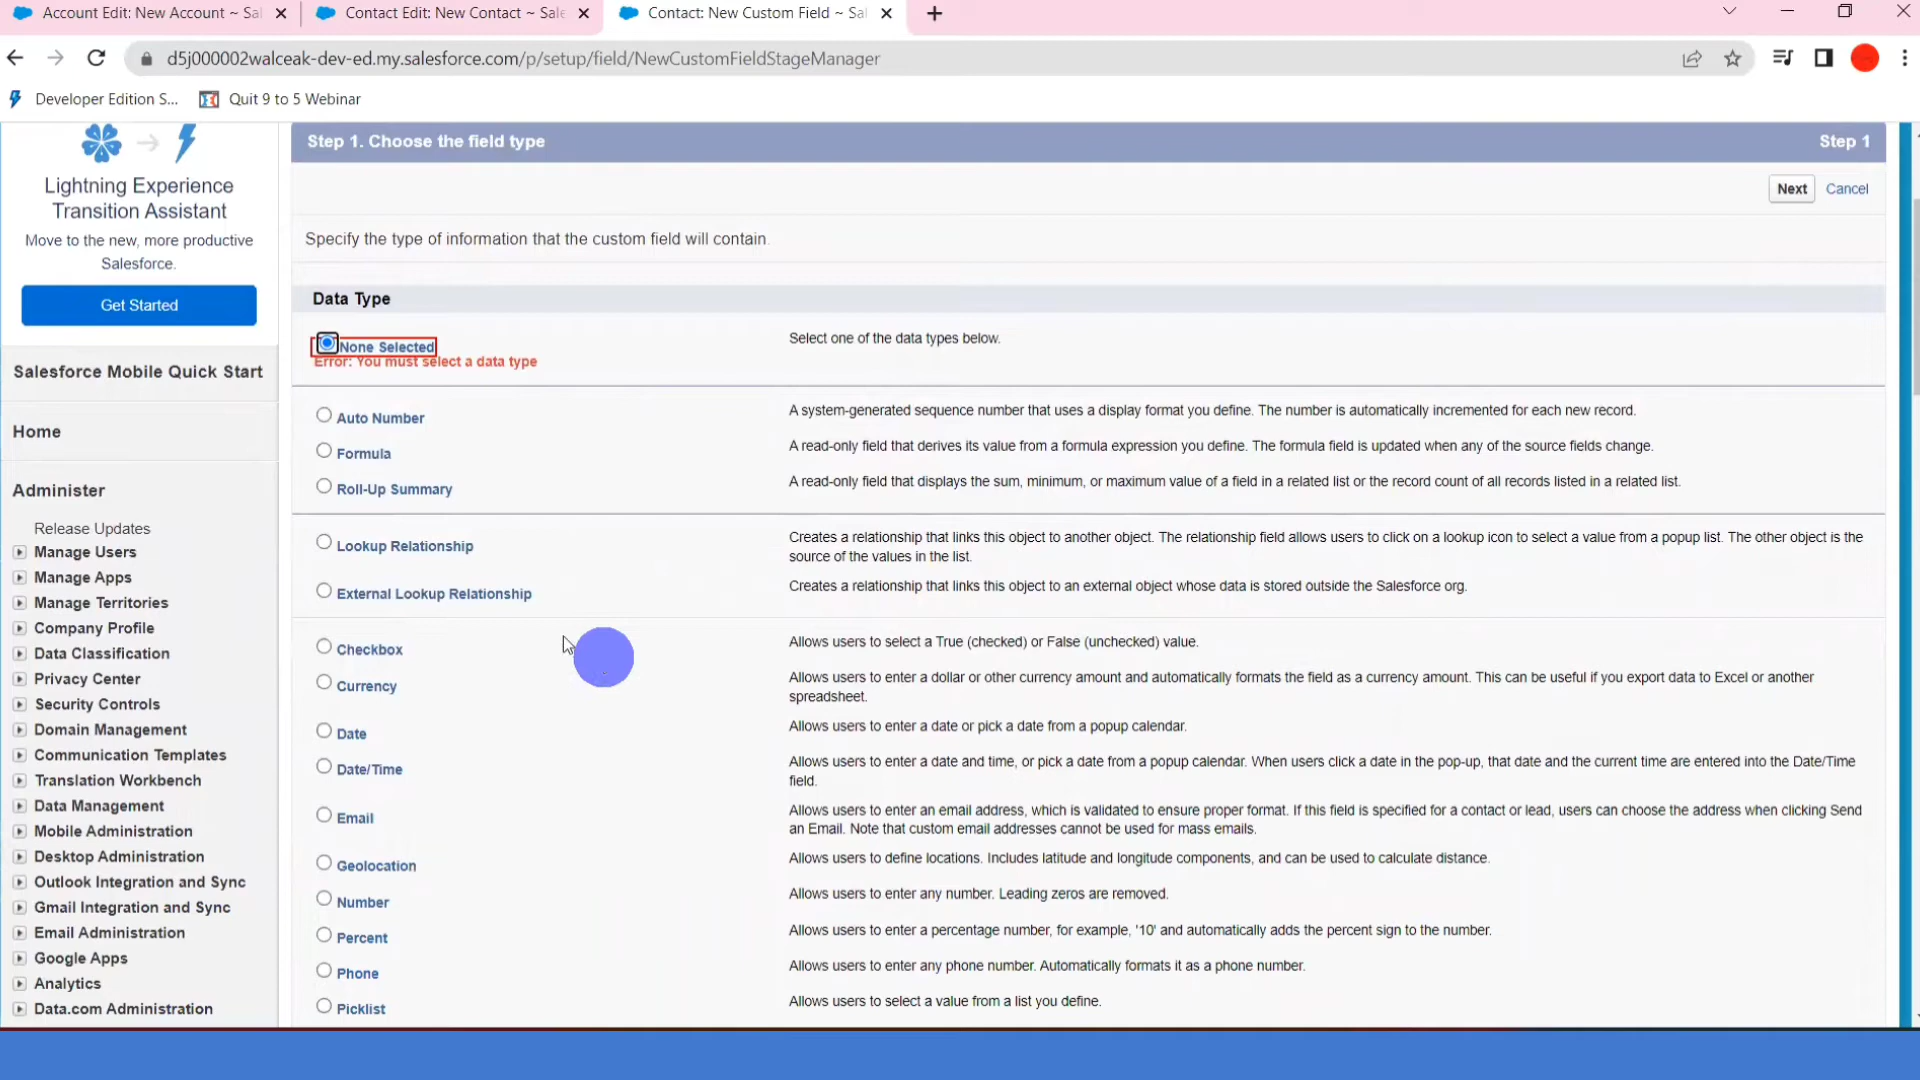 Account Edit: New Account ~ Sa
Contact Edit: New Contact ~ Sale
Contact: New Custom Field ~ Sa
d5j000002walceak-dev-ed.my.salesforce.com/p/setup/field/NewCustomFieldStageManager
Developer Edition S...
Quit 9 to 5 Webinar
Lightning Experience
Transition Assistant
Move to the new, more productive
Salesforce.
Get Started
Salesforce Mobile Quick Start
Home
Administer
Release Updates
Manage Users
Manage Apps
Manage Territories
Company Profile
Data Classification
Privacy Center
Security Controls
Domain Management
Communication Templates
Translation Workbench
Data Management
Mobile Administration
Desktop Administration
Outlook Integration and Sync
Gmail Integration and Sync
Email Administration
Google Apps
Analytics
Data.com Administration
Step 1. Choose the field type
Step 1
Next
Cancel
Specify the type of information that the custom field will contain.
Data Type
None Selected
Select one of the data types below.
Error: You must select a data type
Auto Number
A system-generated sequence number that uses a display format you define. The number is automatically incremented for each new record.
Formula
A read-only field that derives its value from a formula expression you define. The formula field is updated when any of the source fields change.
Roll-Up Summary
A read-only field that displays the sum, minimum, or maximum value of a field in a related list or the record count of all records listed in a related list.
Lookup Relationship
Creates a relationship that links this object to another object. The relationship field allows users to click on a lookup icon to select a value from a popup list. The other object is the
source of the values in the list.
External Lookup Relationship
Creates a relationship that links this object to an external object whose data is stored outside the Salesforce org.
Checkbox
Allows users to select a True (checked) or False (unchecked) value.
Currency
Allows users to enter a dollar or other currency amount and automatically formats the field as a currency amount. This can be useful if you export data to Excel or another
spreadsheet.
Date
Allows users to enter a date or pick a date from a popup calendar.
Date/Time
Allows users to enter a date and time, or pick a date from a popup calendar. When users click a date in the pop-up, that date and the current time are entered into the Date/Time
field.
Email
Allows users to enter an email address, which is validated to ensure proper format. If this field is specified for a contact or lead, users can choose the address when clicking Send
an Email. Note that custom email addresses cannot be used for mass emails.
Geolocation
Allows users to define locations. Includes latitude and longitude components, and can be used to calculate distance.
Number
Allows users to enter any number. Leading zeros are removed.
Percent
Allows users to enter a percentage number, for example, '10' and automatically adds the percent sign to the number.
Phone
Allows users to enter any phone number. Automatically formats it as a phone number.
Picklist
Allows users to select a value from a list you define.